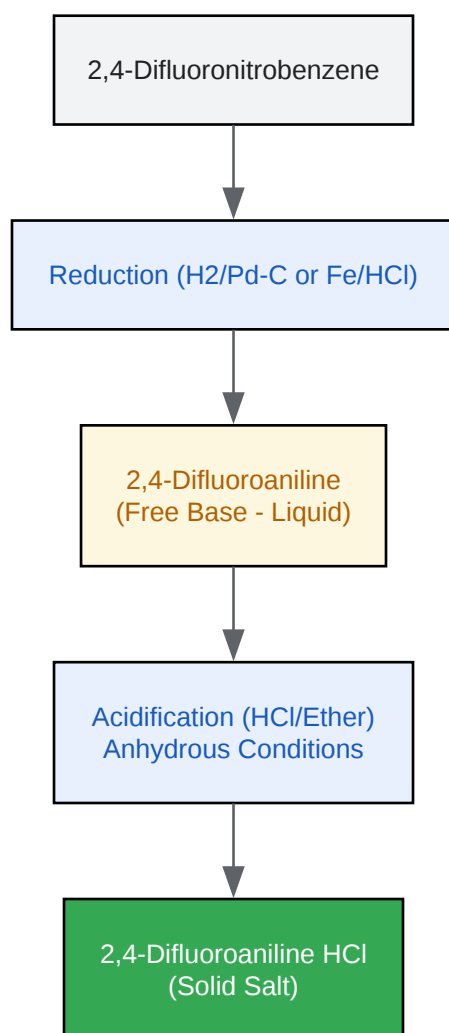 2,4-Difluoronitrobenzene
Reduction (H2/Pd-C or Fe/HCl)
2,4-Difluoroaniline
(Free Base - Liquid)
Acidification (HCl/Ether)
Anhydrous Conditions
2,4-Difluoroaniline HCl
(Solid Salt)